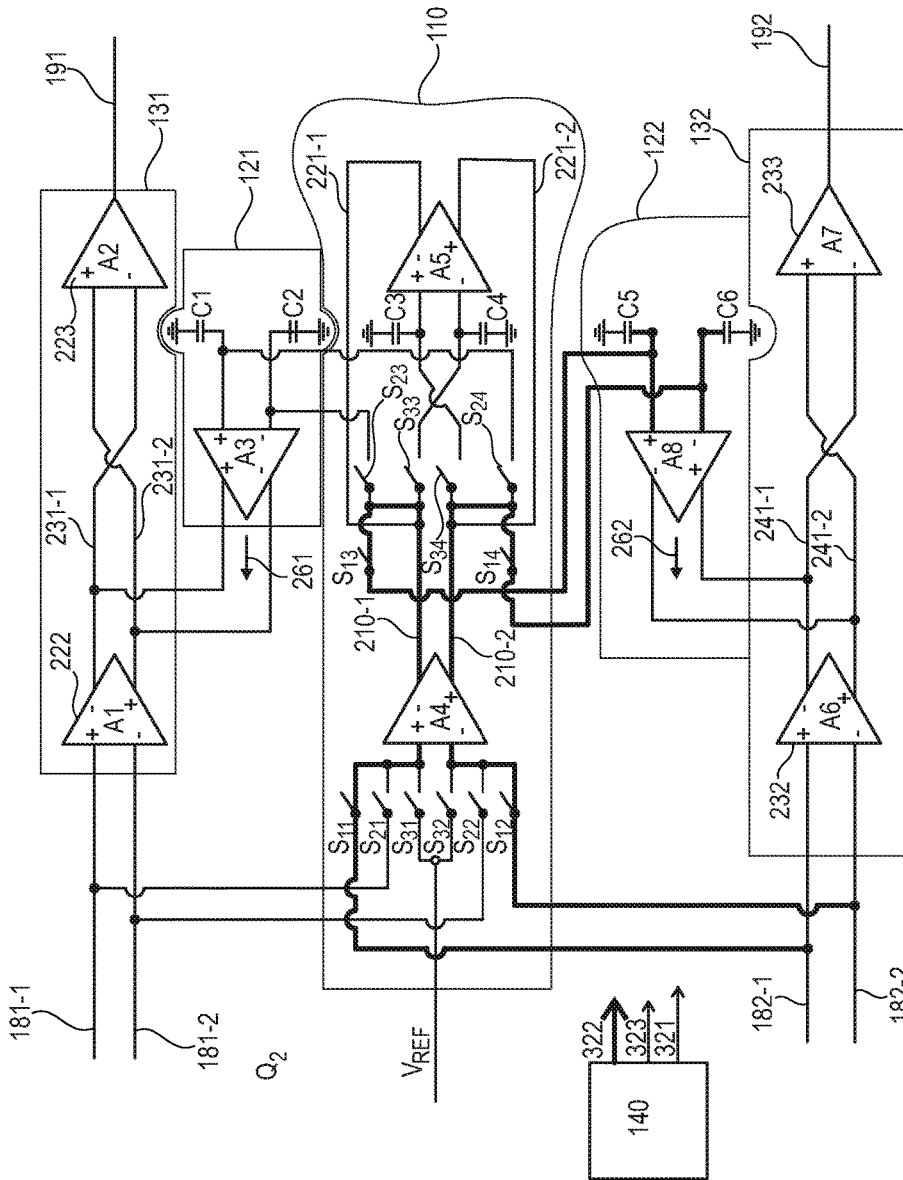 191
131
A2
+
-
223
231-1
231-2
222
A1
+
-
-
+
181-1
181-2
121
C1
C2
A3
+
-
+
-
261
110
221-1
221-2
C3
C4
A5
+
-
-
+
S23
S33
S34
S24
S13
S14
210-1
210-2
A4
+
-
-
+
S11
S21
S31
S32
S22
S12
Q2
VREF
122
C5
C6
A8
+
-
-
+
262
192
132
233
A7
+
-
241-1
241-2
232
A6
+
-
-
+
182-1
182-2
322
323
321
140